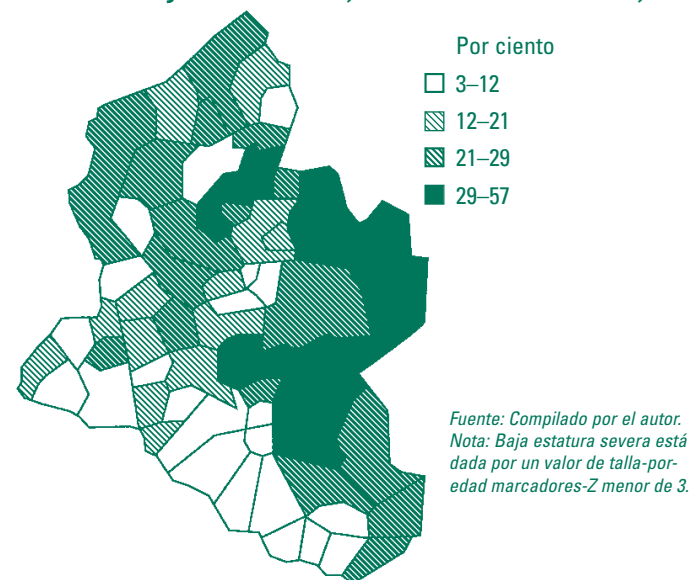 Por ciento
3–12
12–21
21–29
29–57
Fuente: Compilado por el autor.
Nota: Baja estatura severa está
dada por un valor de talla-por-
edad marcadores-Z menor de 3.